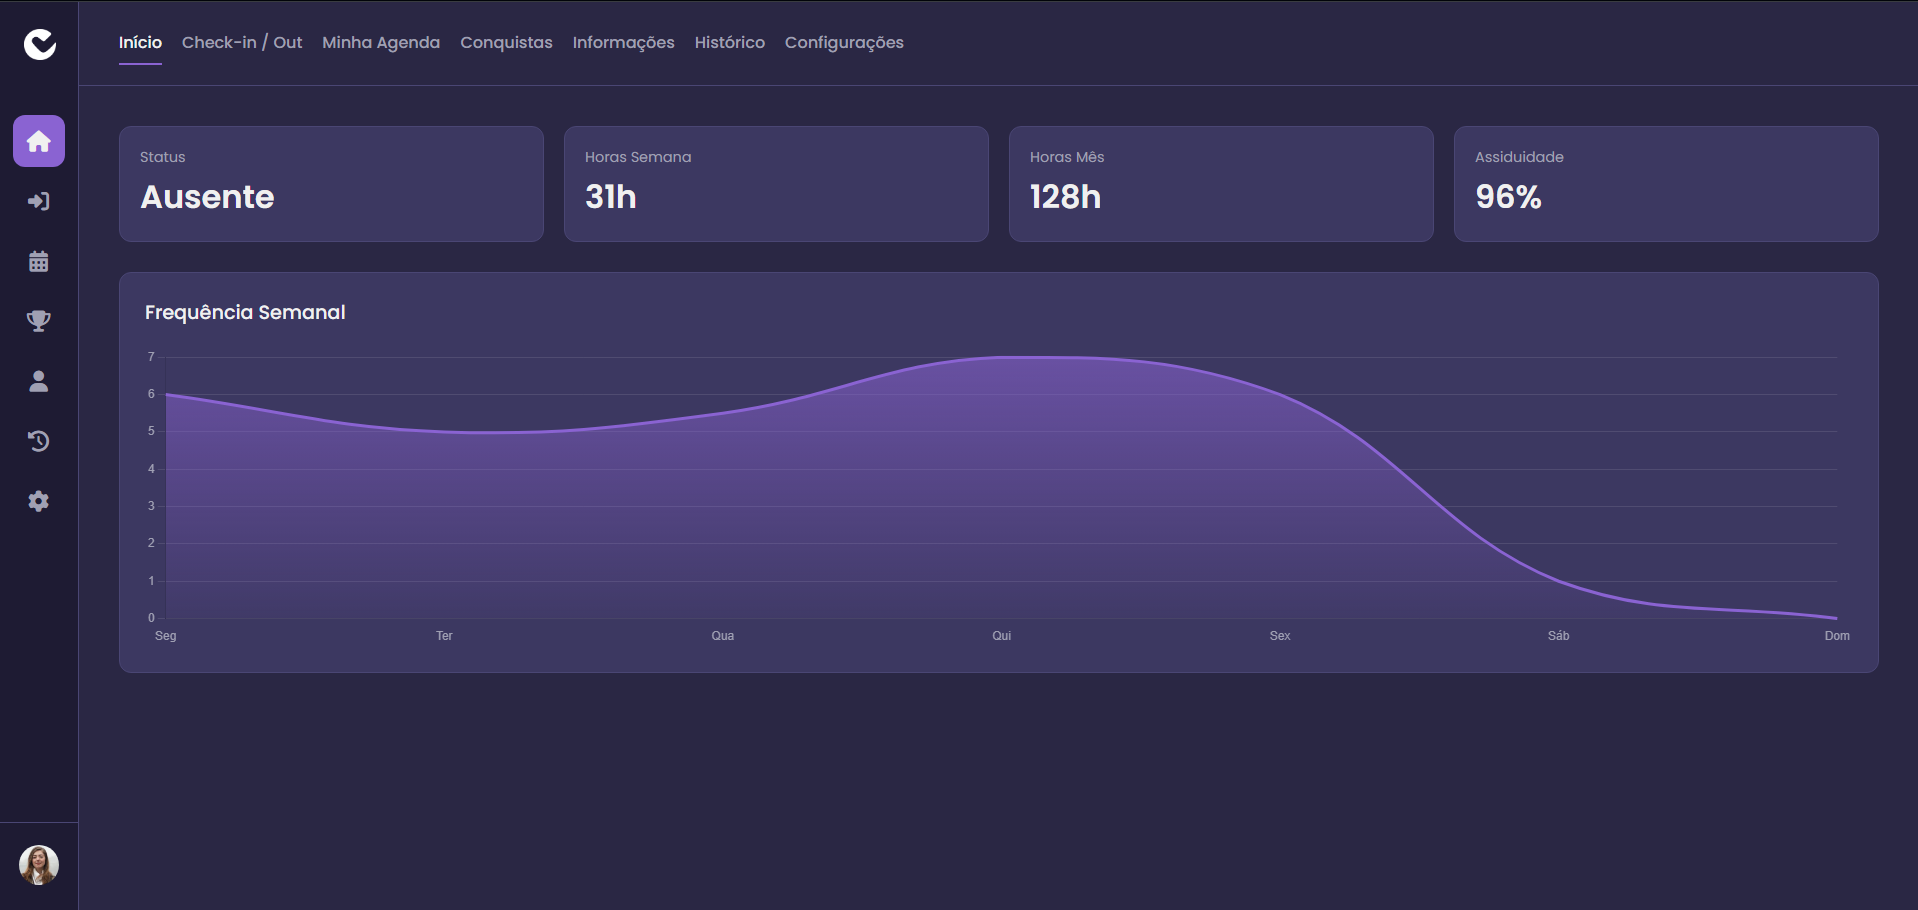 Início Check-in / Out Minha Agenda Conquistas Informações Histórico Configurações
Status
Ausente
Horas Semana
31h
Horas Mês
128h
Assiduidade
96%
Frequência Semanal
7
6
5
4
3
2
1
0
Seg Ter Qua Qui Sex Sáb Dom